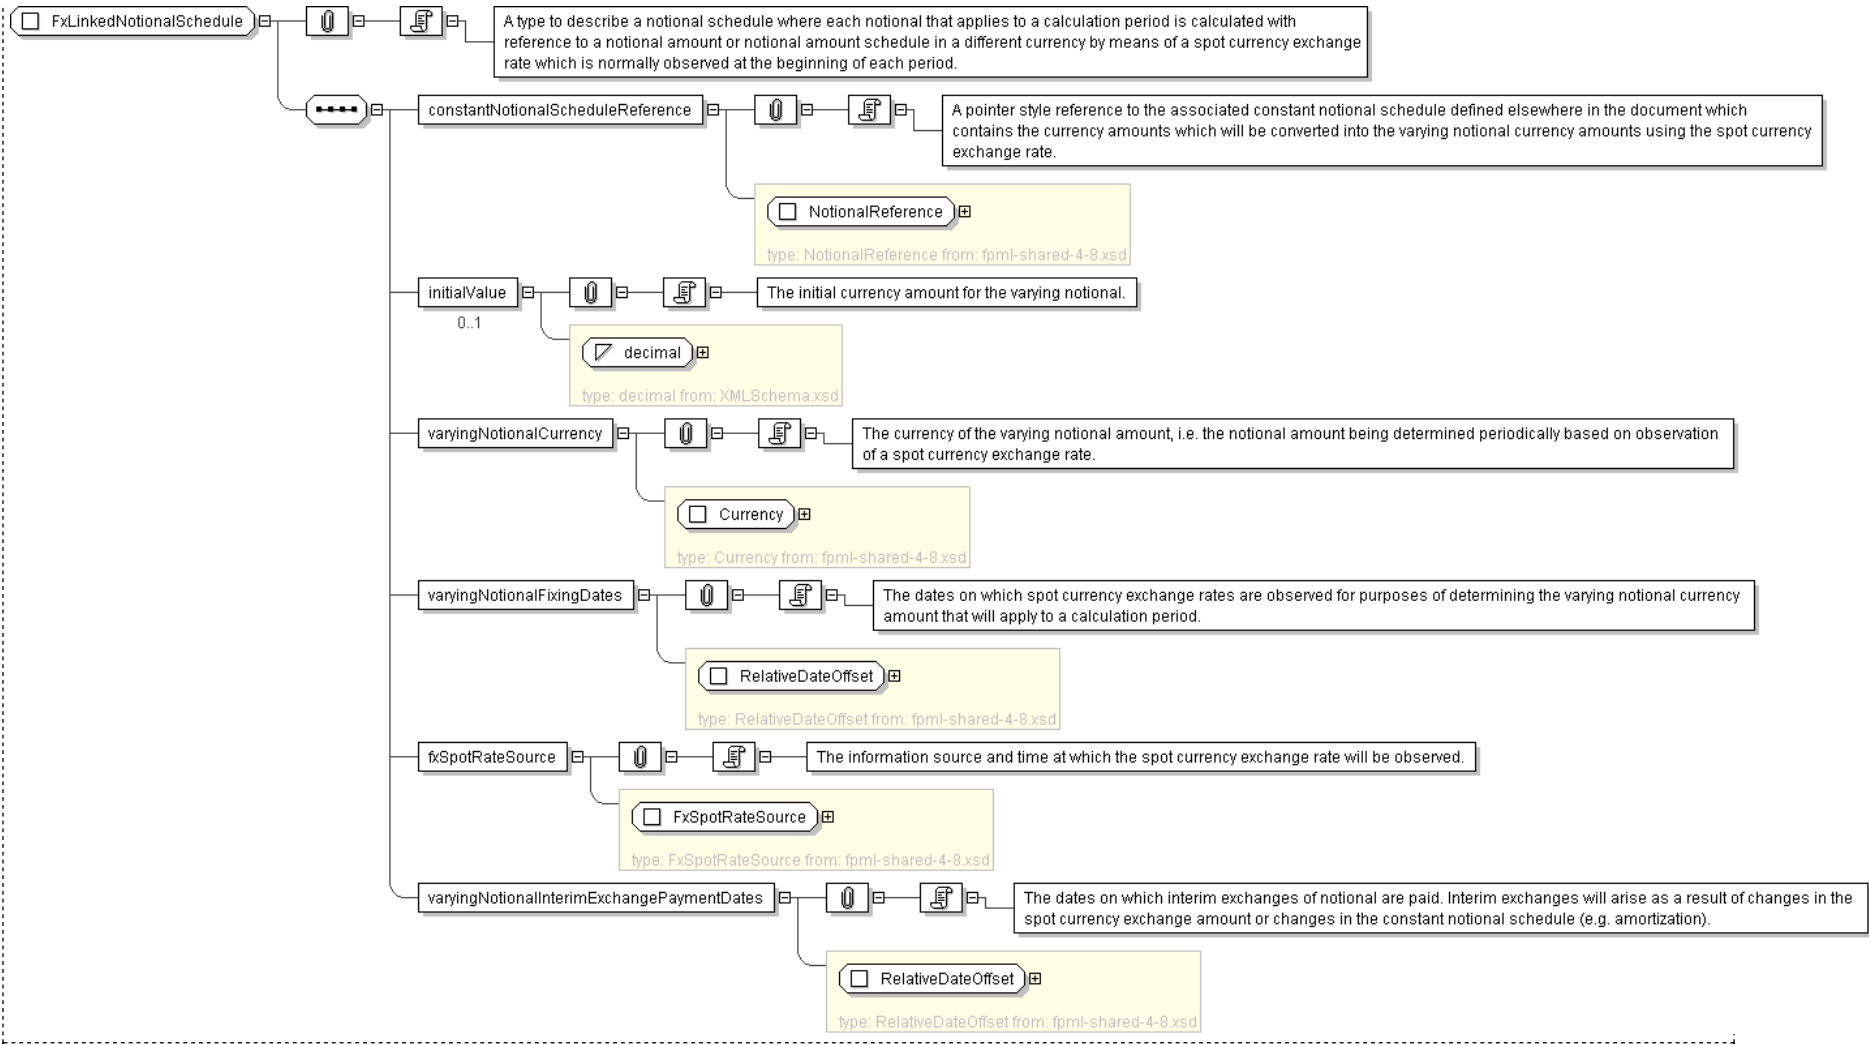 FxLinkedNotionalSchedule
A type to describe a notional schedule where each notional that applies to a calculation period is calculated with
reference to a notional amount or notional amount schedule in a different currency by means of a spot currency exchange
rate which is normally observed at the beginning of each period.
constantNotionalScheduleReference
A pointer style reference to the associated constant notional schedule defined elsewhere in the document which
contains the currency amounts which will be converted into the varying notional currency amounts using the spot currency
exchange rate.
NotionalReference
type: NotionalReference from: fpml-shared-4-8.xsd
initialValue
The initial currency amount for the varying notional.
0..1
decimal
type: decimal from: XMLSchema.xsd
varyingNotionalCurrency
The currency of the varying notional amount, i.e. the notional amount being determined periodically based on observation
of a spot currency exchange rate.
Currency
type: Currency from: fpml-shared-4-8.xsd
varyingNotionalFixingDates
The dates on which spot currency exchange rates are observed for purposes of determining the varying notional currency
amount that will apply to a calculation period.
RelativeDateOffset
type: RelativeDateOffset from: fpml-shared-4-8.xsd
fxSpotRateSource
The information source and time at which the spot currency exchange rate will be observed.
FxSpotRateSource
type: FxSpotRateSource from: fpml-shared-4-8.xsd
varyingNotionalInterimExchangePaymentDates
The dates on which interim exchanges of notional are paid. Interim exchanges will arise as a result of changes in the
spot currency exchange amount or changes in the constant notional schedule (e.g. amortization).
RelativeDateOffset
type: RelativeDateOffset from: fpml-shared-4-8.xsd